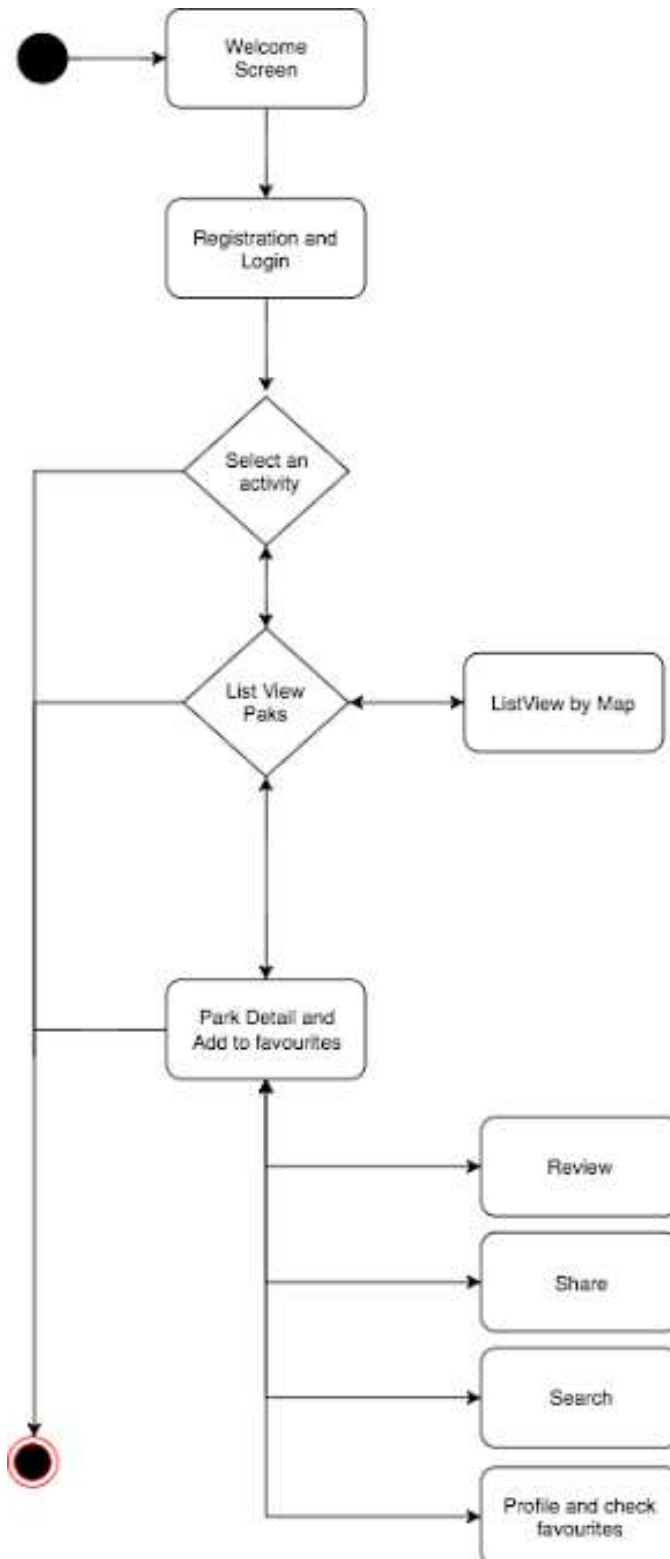 Welcome
Screen
Registration and
Login
Select an
activity
List View
Paks
ListView by Map
Park Detail and
Add to favourites
Review
Share
Search
Profile and check
favourites